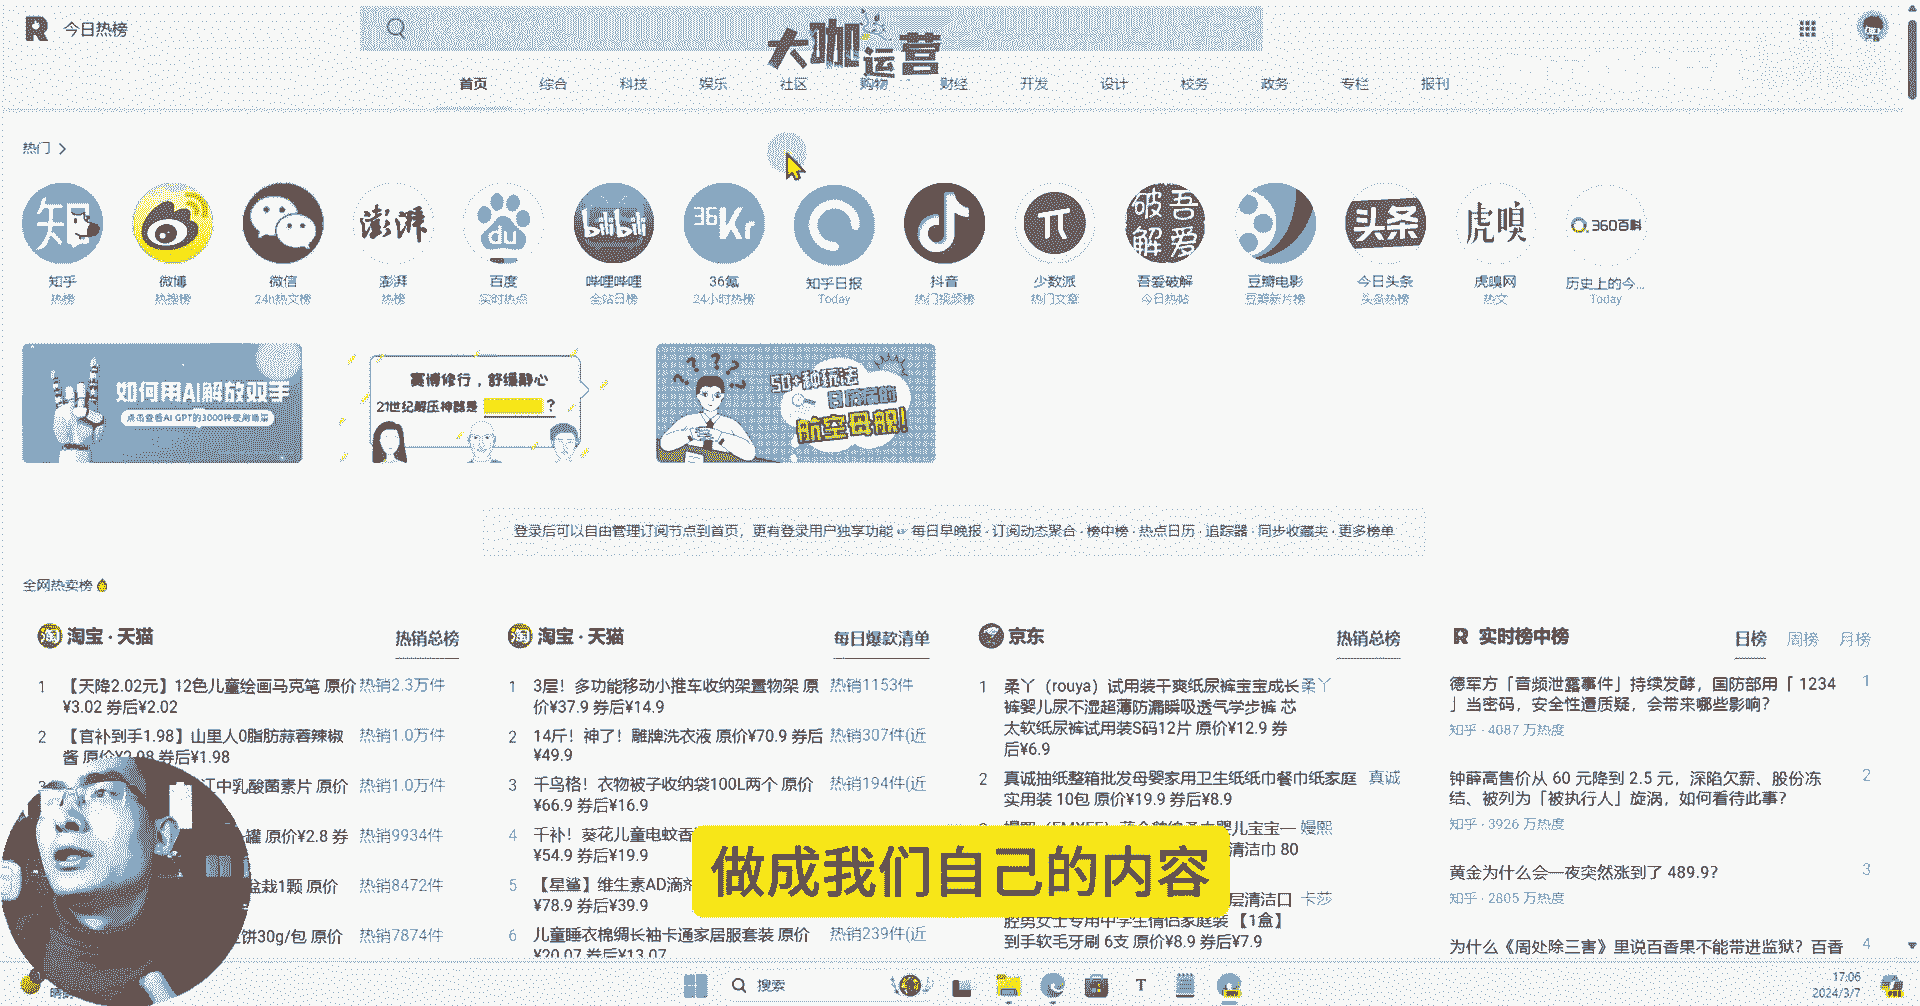 今日热榜
大咖运营
首页 综合 科技 娱乐 社区 购物 财经 开发 设计 校务 政务 专栏 报刊
热门
知 du bilibili 36Kr 吾爱破解 头条 虎嗅 360百科
知乎 微博 微信 澎湃 百度 哔哩哔哩 36氪 知乎日报 抖音 少数派 吾爱破解 豆瓣电影 今日头条 虎嗅网 历史上的今...
热榜 热搜榜 24h热文榜 热榜 实时热点 全站日榜 24小时热榜 Today 热门视频榜 热门文章 今日热帖 豆瓣新片榜 头条热榜 热文 Today
如何用AI解放双手
点击查看AI GPT的3000种使用场景
赛博修行，舒缓静心
21世纪解压神器是 ?
50+种玩法
航空母舰!
登录后可以自由管理订阅节点到首页，更有登录用户独享功能 ☞ 每日早晚报 · 订阅动态聚合 · 榜中榜 · 热点日历 · 追踪器 · 同步收藏夹 · 更多榜单
全网热卖榜
淘宝 · 天猫 热销总榜
1 【天降2.02元】12色儿童绘画马克笔 原价 热销2.3万件
¥3.02 券后¥2.02
2 【官补到手1.98】山里人0脂肪蒜蓉辣椒 热销1.0万件
酱 原价¥2.98 券后¥1.98
江中乳酸菌素片 原价 热销1.0万件
罐 原价¥2.8 券 热销9934件
盆栽1颗 原价 热销8472件
饼30g/包 原价 热销7874件
淘宝 · 天猫 每日爆款清单
1 3层！多功能移动小推车收纳架置物架 原 热销1153件
价¥37.9 券后¥14.9
2 14斤！神了！雕牌洗衣液 原价¥70.9 券后 热销307件(近
¥49.9
3 千鸟格！衣物被子收纳袋100L两个 原价 热销194件(近
¥66.9 券后¥16.9
4 千补！葵花儿童电蚊香
¥54.9 券后¥19.9
5 【星鲨】维生素AD滴剂
¥78.9 券后¥39.9
6 儿童睡衣棉绸长袖卡通家居服套装 原价 热销239件(近
¥20.07 券后¥13.07
京东 热销总榜
1 柔丫（rouya）试用装干爽纸尿裤宝宝成长 柔丫
裤婴儿尿不湿超薄防漏瞬吸透气学步裤 芯
太软纸尿裤试用装S码12片 原价¥12.9 券
后¥6.9
2 真诚抽纸整箱批发母婴家用卫生纸纸巾餐巾纸家庭 真诚
实用装 10包 原价¥19.9 券后¥8.9
婴儿宝宝一 嫚熙
清洁巾 80
层清洁口 卡莎
腔男女士专用中学生情侣家庭装 【1盒】
到手软毛牙刷 6支 原价¥8.9 券后¥7.9
实时榜中榜 日榜 周榜 月榜
德军方「音频泄露事件」持续发酵，国防部用「 1234 1
」当密码，安全性遭质疑，会带来哪些影响？
知乎 · 4087 万热度
钟薛高售价从 60 元降到 2.5 元，深陷欠薪、股份冻 2
结、被列为「被执行人」旋涡，如何看待此事？
知乎 · 3926 万热度
黄金为什么会一夜突然涨到了 489.9？ 3
知乎 · 2805 万热度
为什么《周处除三害》里说百香果不能带进监狱？百香 4
做成我们自己的内容
搜索
17:06
2024/3/7